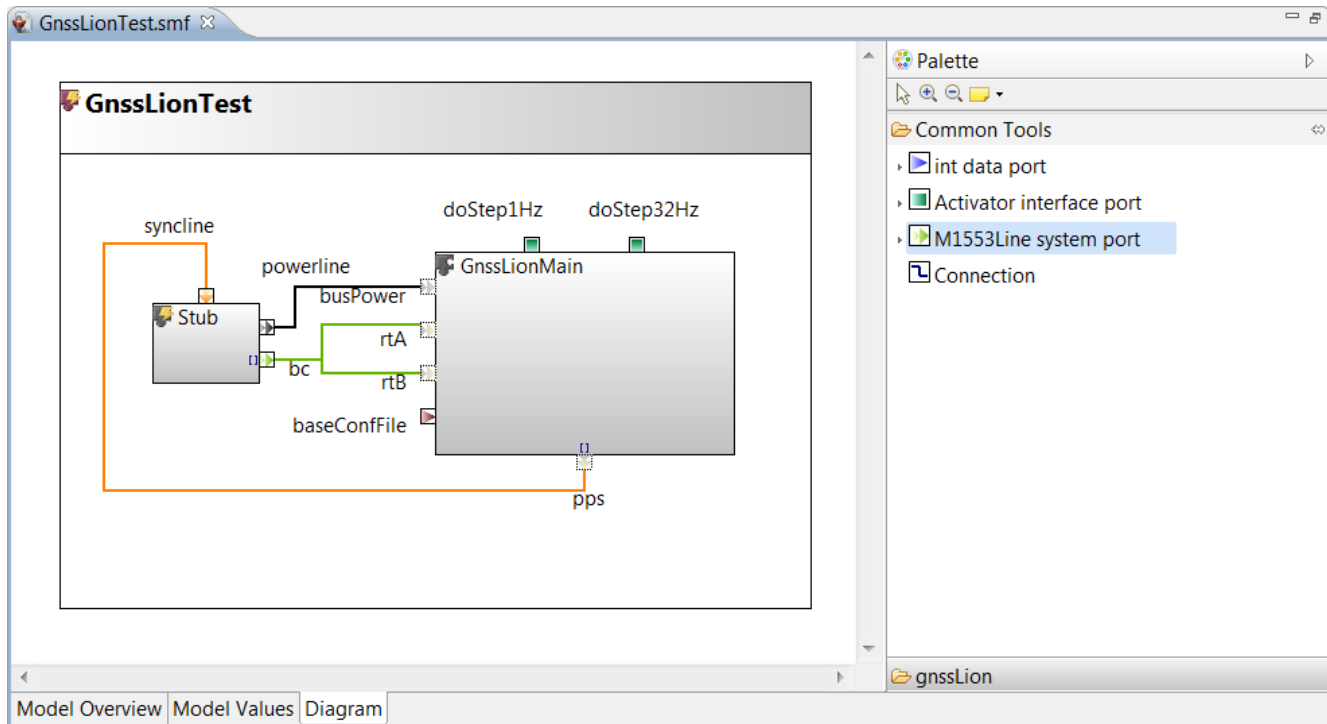 GnssLionTest.smf
GnssLionTest
doStep1Hz
doStep32Hz
syncline
powerline
GnssLionMain
busPower
Stub
rtA
[]
bc
rtB
baseConfFile
[]
pps
Model Overview
Model Values
Diagram
Palette
Common Tools
int data port
Activator interface port
M1553Line system port
Connection
gnssLion